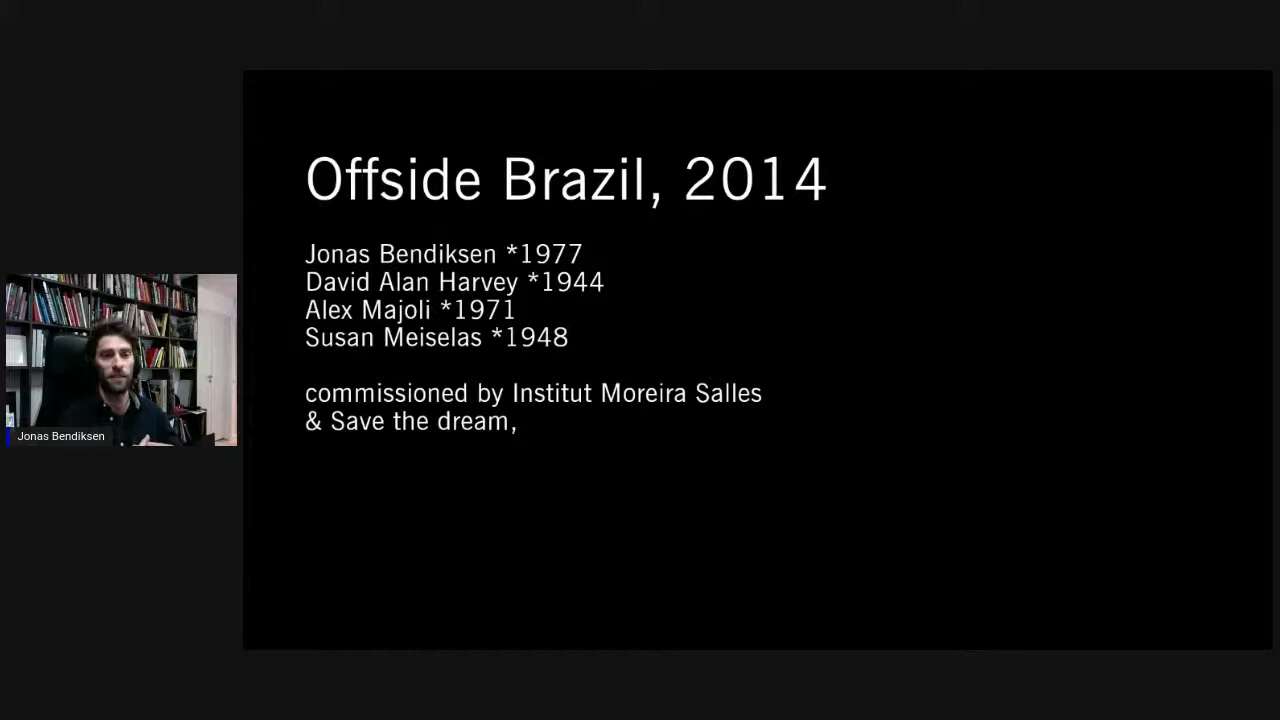 Offside Brazil, 2014
Jonas Bendiksen *1977
David Alan Harvey *1944
Alex Majoli *1971
Susan Meiselas *1948
commissioned by Institut Moreira Salles
& Save the dream,
Jonas Bendiksen